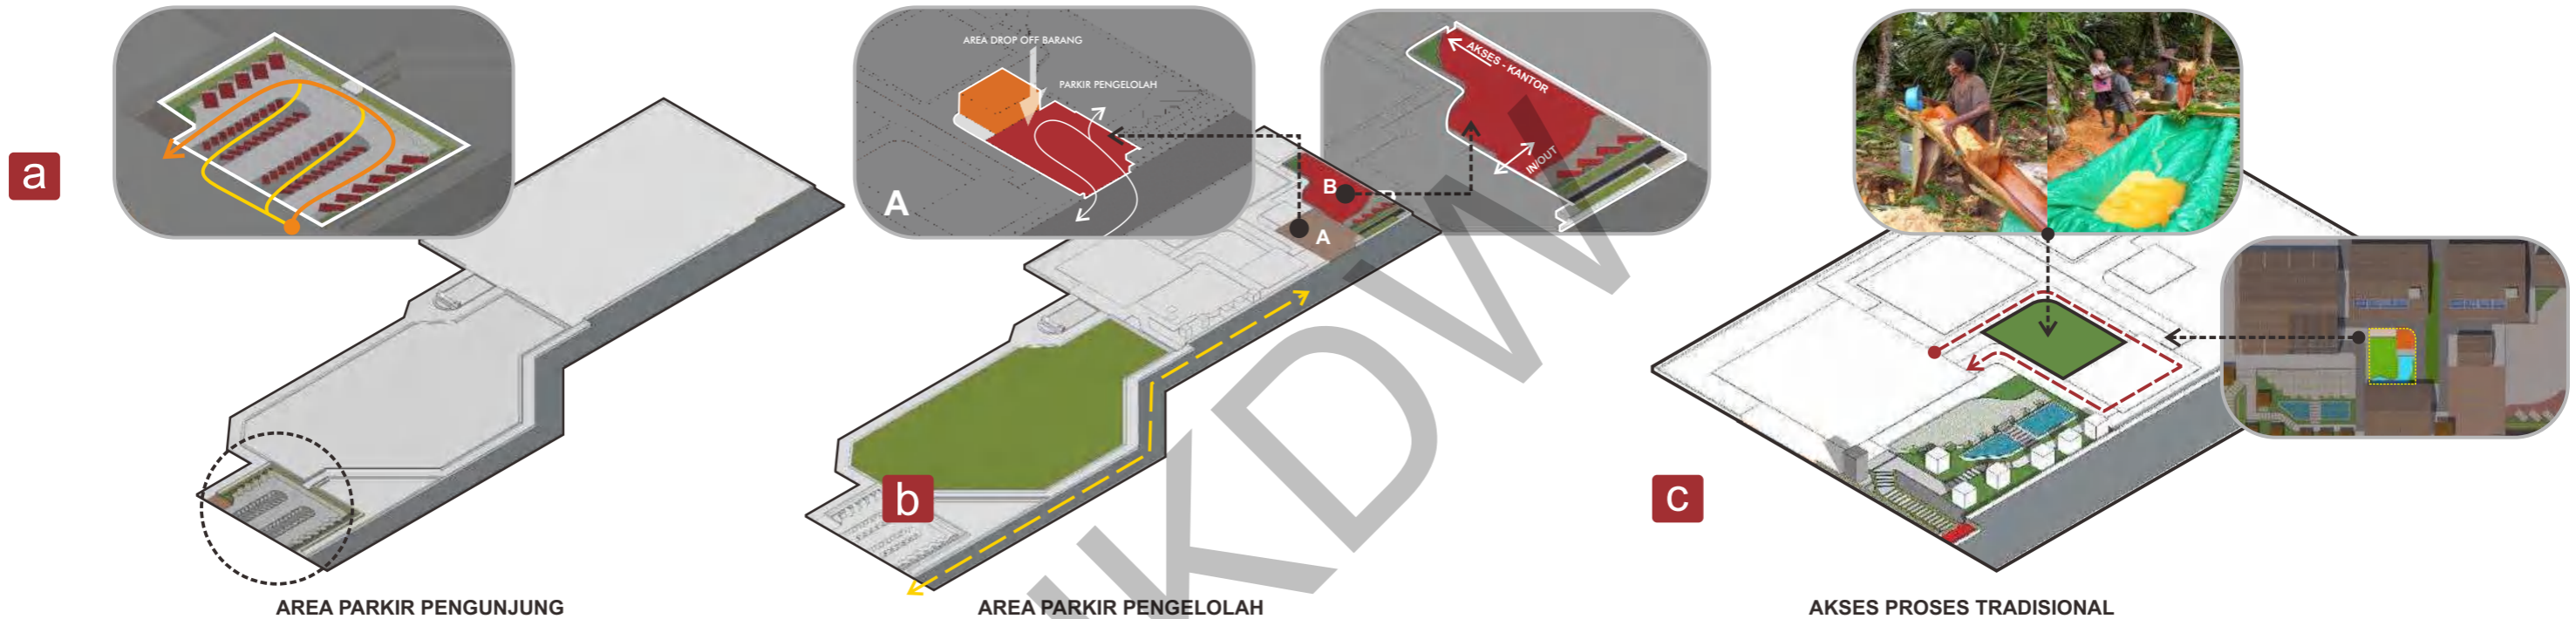 a
AREA PARKIR PENGUNJUNG
AREA DROP OFF BARANG
PARKIR PENGELOLAH
A
AKSES - KANTOR
IN/OUT
B
A
b
AREA PARKIR PENGELOLAH
c
AKSES PROSES TRADISIONAL
UKDW